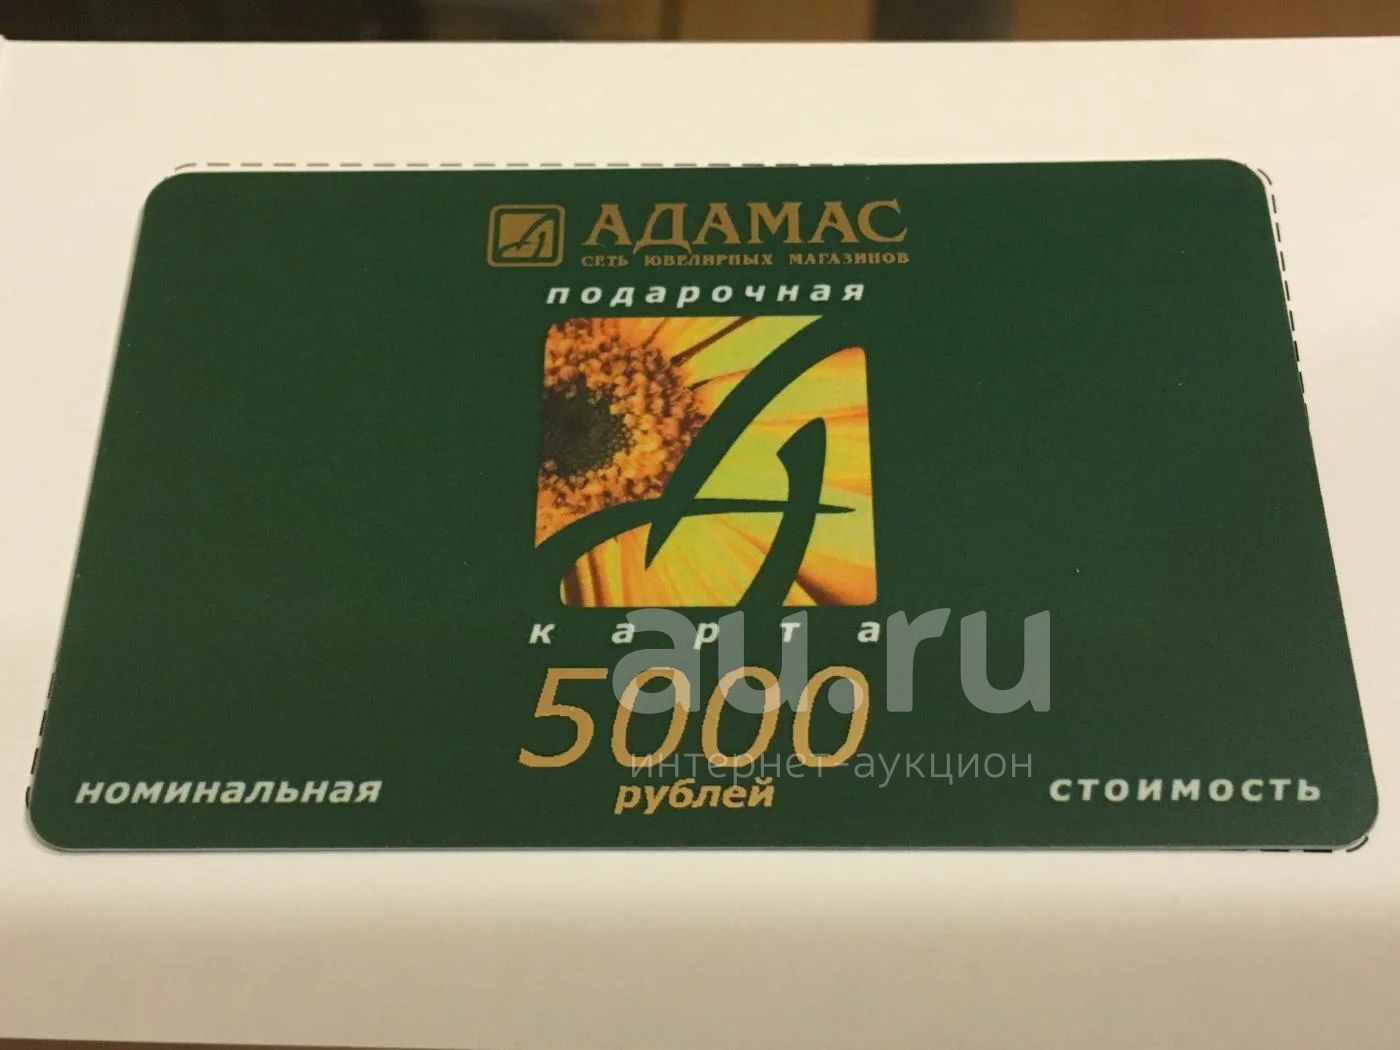 АДАМАС
СЕТЬ ЮВЕЛИРНЫХ МАГАЗИНОВ
подарочная
карта
5000
рублей
номинальная стоимость
au.ru
интернет-аукцион